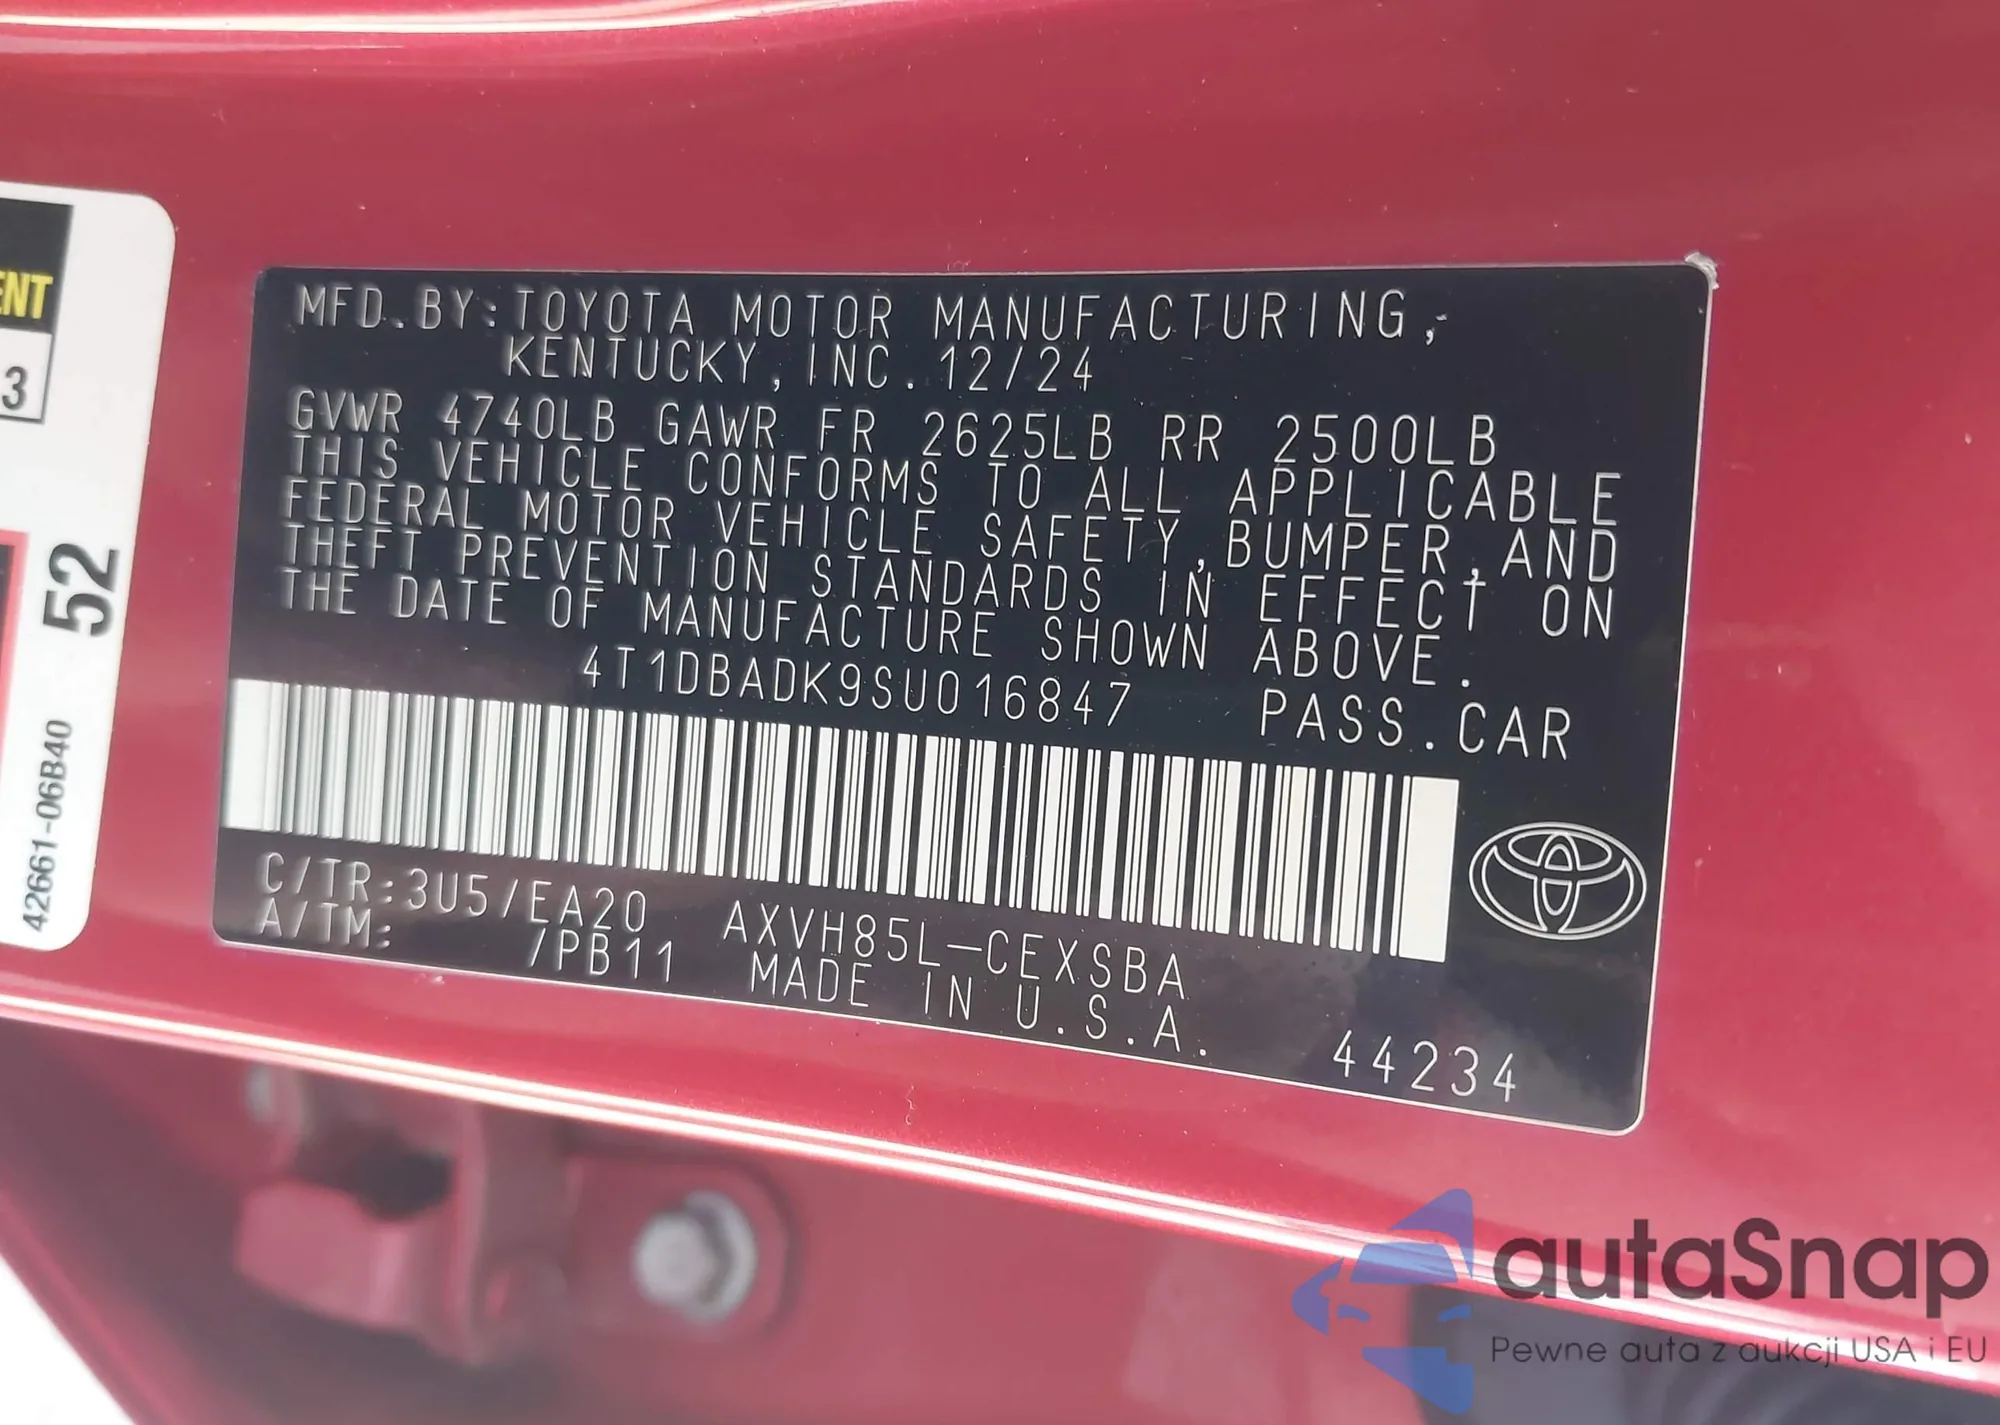 ENT
3
52
42661-06B40
MFD. BY: TOYOTA MOTOR MANUFACTURING,
KENTUCKY, INC. 12/24
GVWR 4740LB GAWR FR 2625LB RR 2500LB
THIS VEHICLE CONFORMS TO ALL APPLICABLE
FEDERAL MOTOR VEHICLE SAFETY, BUMPER, AND
THEFT PREVENTION STANDARDS IN EFFECT ON
THE DATE OF MANUFACTURE SHOWN ABOVE.
4T1DBADK9SU016847 PASS. CAR
C/TR: 3U5/EA20 AXVH85L-CEXSBA
A/TM: /PB11 MADE IN U.S.A. 44234
autaSnap
Pewne auta z aukcji USA i EU